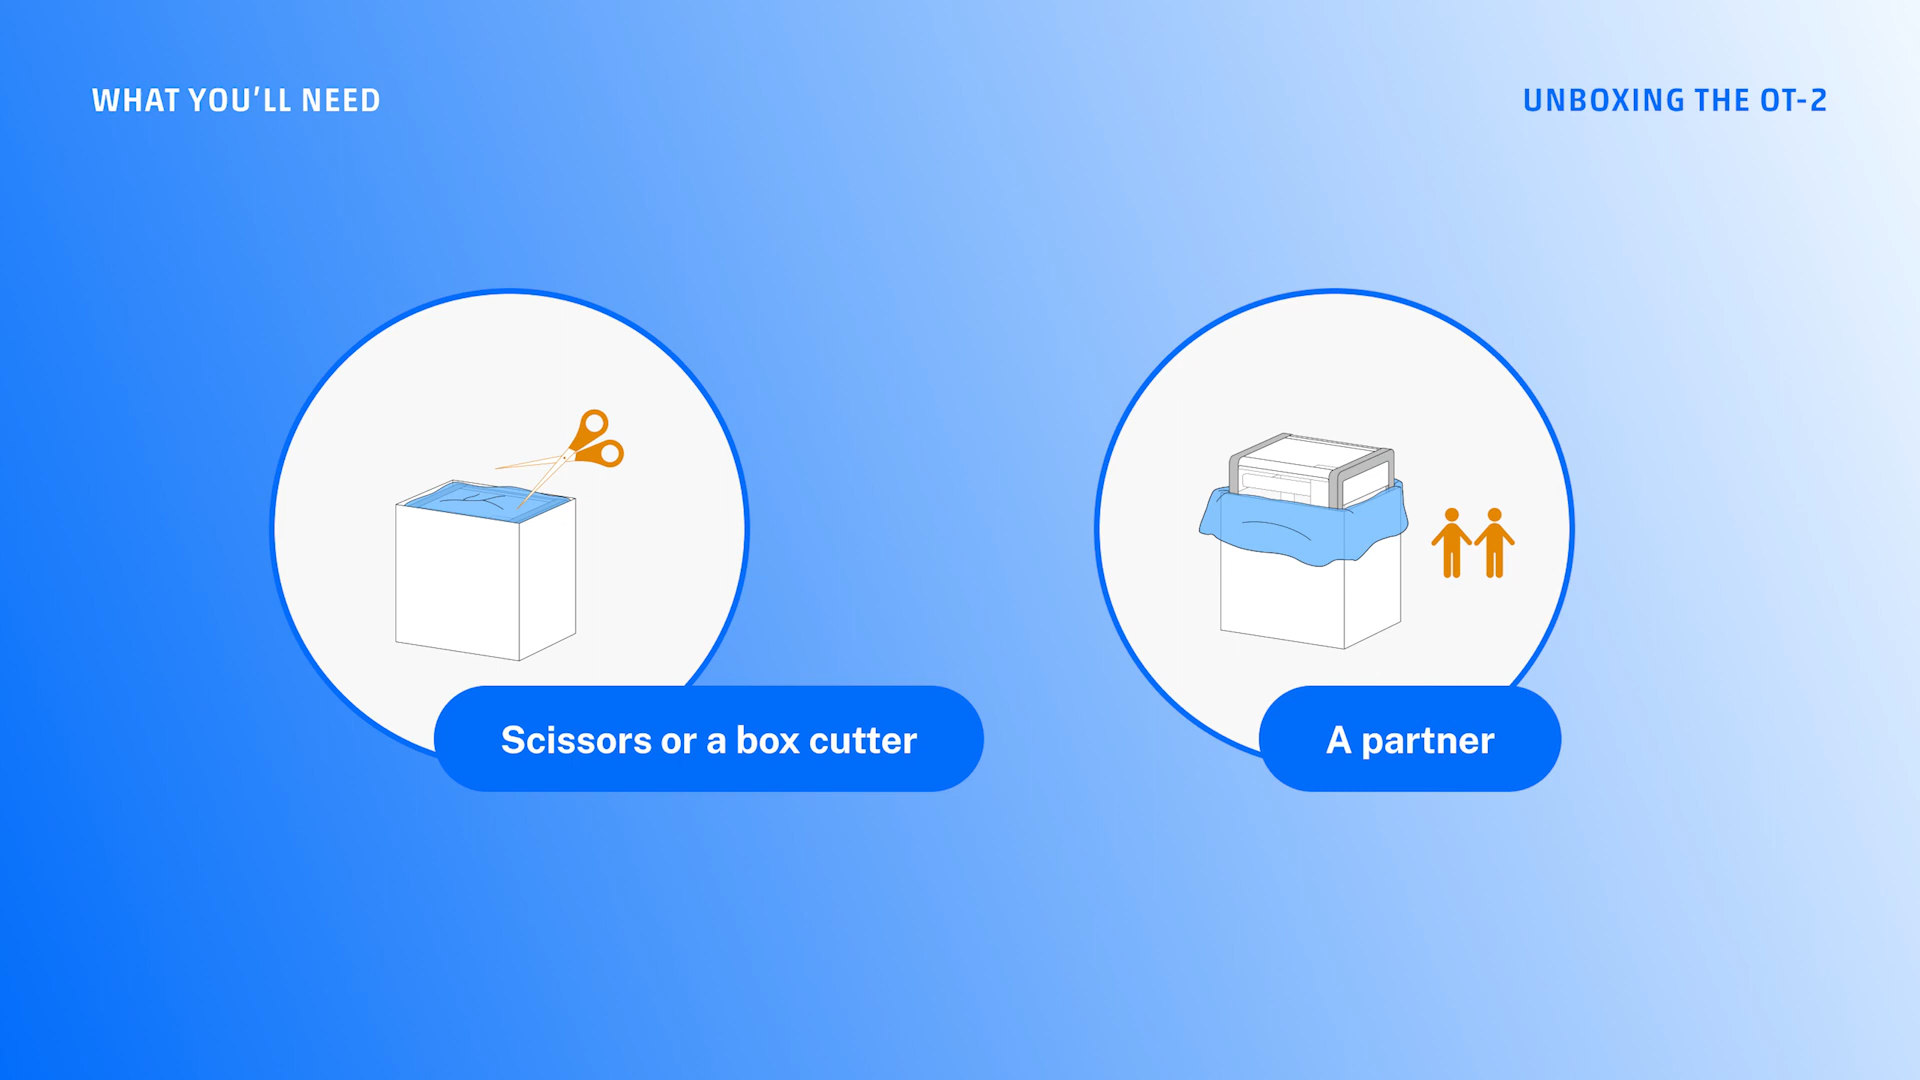 WHAT YOU’LL NEED
UNBOXING THE OT-2
Scissors or a box cutter
A partner